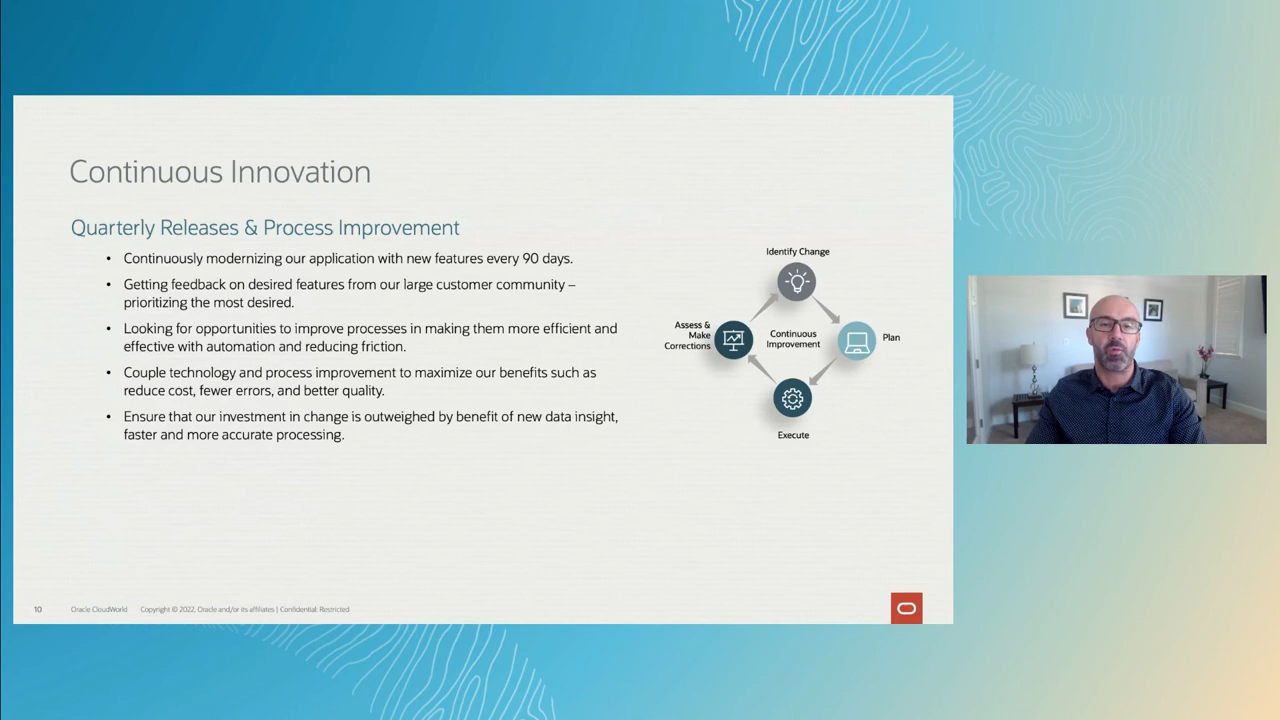 Continuous Innovation
Quarterly Releases & Process Improvement
• Continuously modernizing our application with new features every 90 days.
• Getting feedback on desired features from our large customer community –
prioritizing the most desired.
• Looking for opportunities to improve processes in making them more efficient and
effective with automation and reducing friction.
• Couple technology and process improvement to maximize our benefits such as
reduce cost, fewer errors, and better quality.
• Ensure that our investment in change is outweighed by benefit of new data insight,
faster and more accurate processing.
Identify Change
Assess &
Make
Corrections
Continuous
Improvement
Plan
Execute
10
Oracle CloudWorld
Copyright © 2022, Oracle and/or its affiliates | Confidential: Restricted